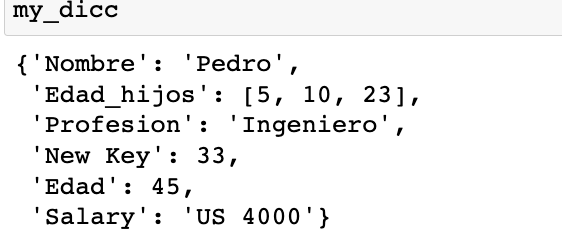 my_dicc
{'Nombre': 'Pedro',
'Edad_hijos': [5, 10, 23],
'Profesion': 'Ingeniero',
'New Key': 33,
'Edad': 45,
'Salary': 'US 4000'}